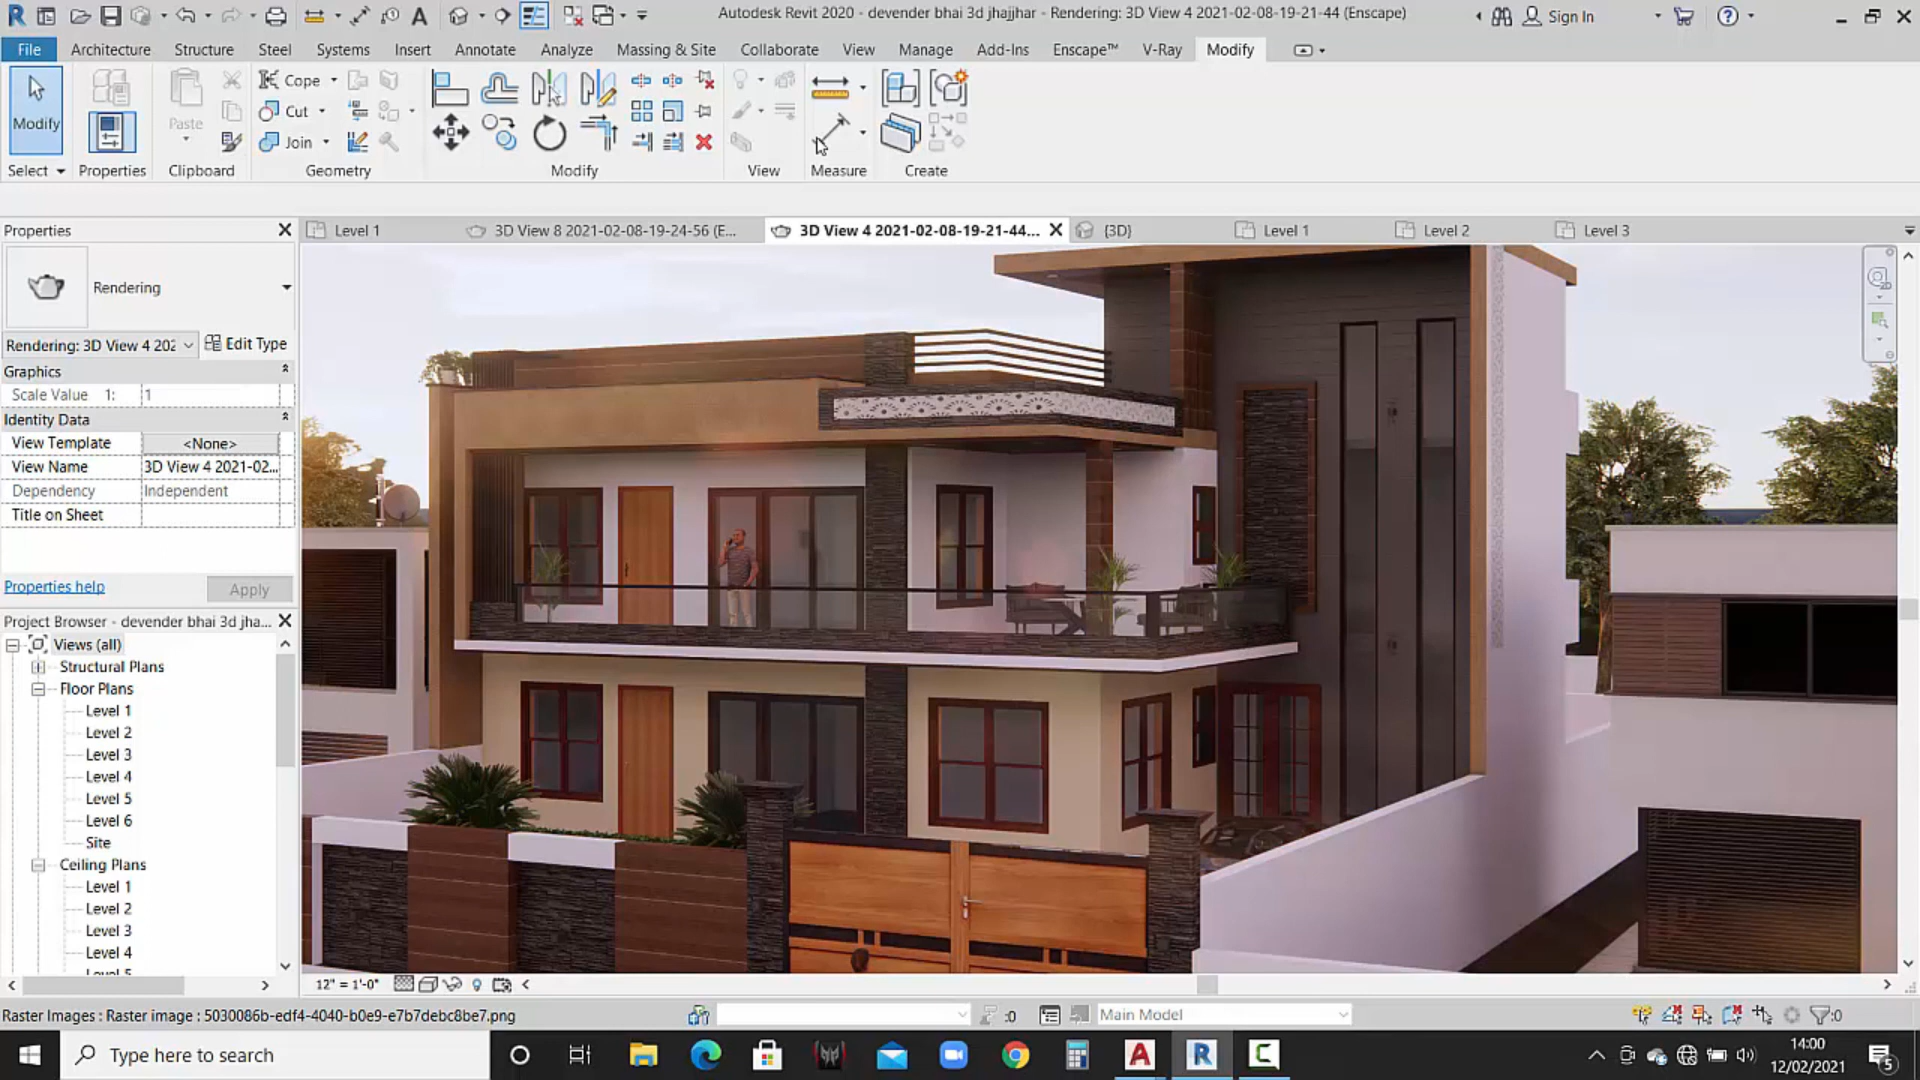 Autodesk Revit 2020 - devender bhai 3d jhajjhar - Rendering: 3D View 4 2021-02-08-19-21-44 (Enscape)
Sign In
File Architecture Structure Steel Systems Insert Annotate Analyze Massing & Site Collaborate View Manage Add-Ins Enscape™ V-Ray Modify
Modify
Paste
Cope
Cut
Join
Select Properties Clipboard Geometry Modify View Measure Create
Properties
Level 1
3D View 8 2021-02-08-19-24-56 (E...
3D View 4 2021-02-08-19-21-44...
{3D}
Level 1
Level 2
Level 3
Rendering
Rendering: 3D View 4 202
Edit Type
Graphics
Scale Value 1: 1
Identity Data
View Template <None>
View Name 3D View 4 2021-02...
Dependency Independent
Title on Sheet
Properties help
Apply
Project Browser - devender bhai 3d jha...
Views (all)
Structural Plans
Floor Plans
Level 1
Level 2
Level 3
Level 4
Level 5
Level 6
Site
Ceiling Plans
Level 1
Level 2
Level 3
Level 4
Level 5
12" = 1'-0"
Raster Images : Raster image : 5030086b-edf4-4040-b0e9-e7b7debc8be7.png
:0
Main Model
:0
Type here to search
14:00
12/02/2021
5